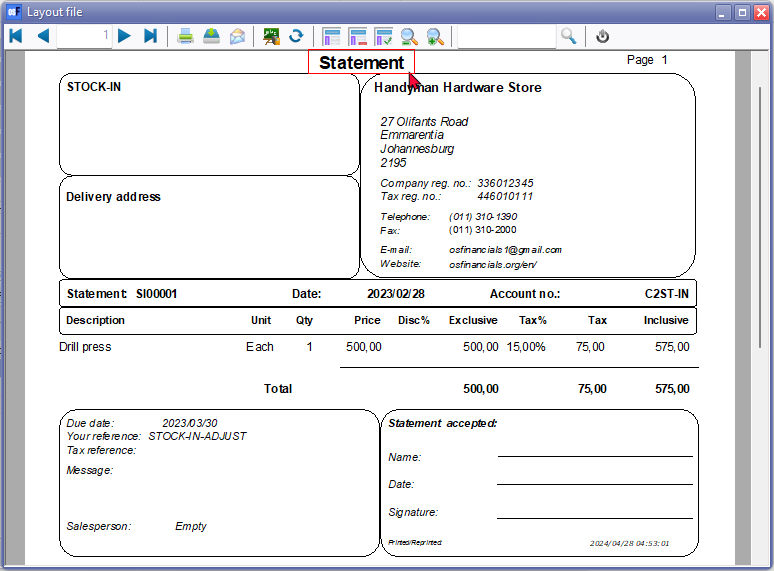 Layout file
1
Statement
Page 1
STOCK-IN
Handyman Hardware Store
27 Olifants Road
Emmarentia
Johannesburg
2195
Company reg. no.: 336012345
Tax reg. no.: 446010111
Telephone: (011) 310-1390
Fax: (011) 310-2000
E-mail: osfinancials1@gmail.com
Website: osfinancials.org/en/
Delivery address
Statement: SI00001 Date: 2023/02/28 Account no.: C2ST-IN
Description Unit Qty Price Disc% Exclusive Tax% Tax Inclusive
Drill press Each 1 500,00 500,00 15,00% 75,00 575,00
Total 500,00 75,00 575,00
Due date: 2023/03/30
Your reference: STOCK-IN-ADJUST
Tax reference:
Message:
Salesperson: Empty
Statement accepted:
Name:
Date:
Signature:
Printed/Reprinted: 2024/04/28 04:53:01